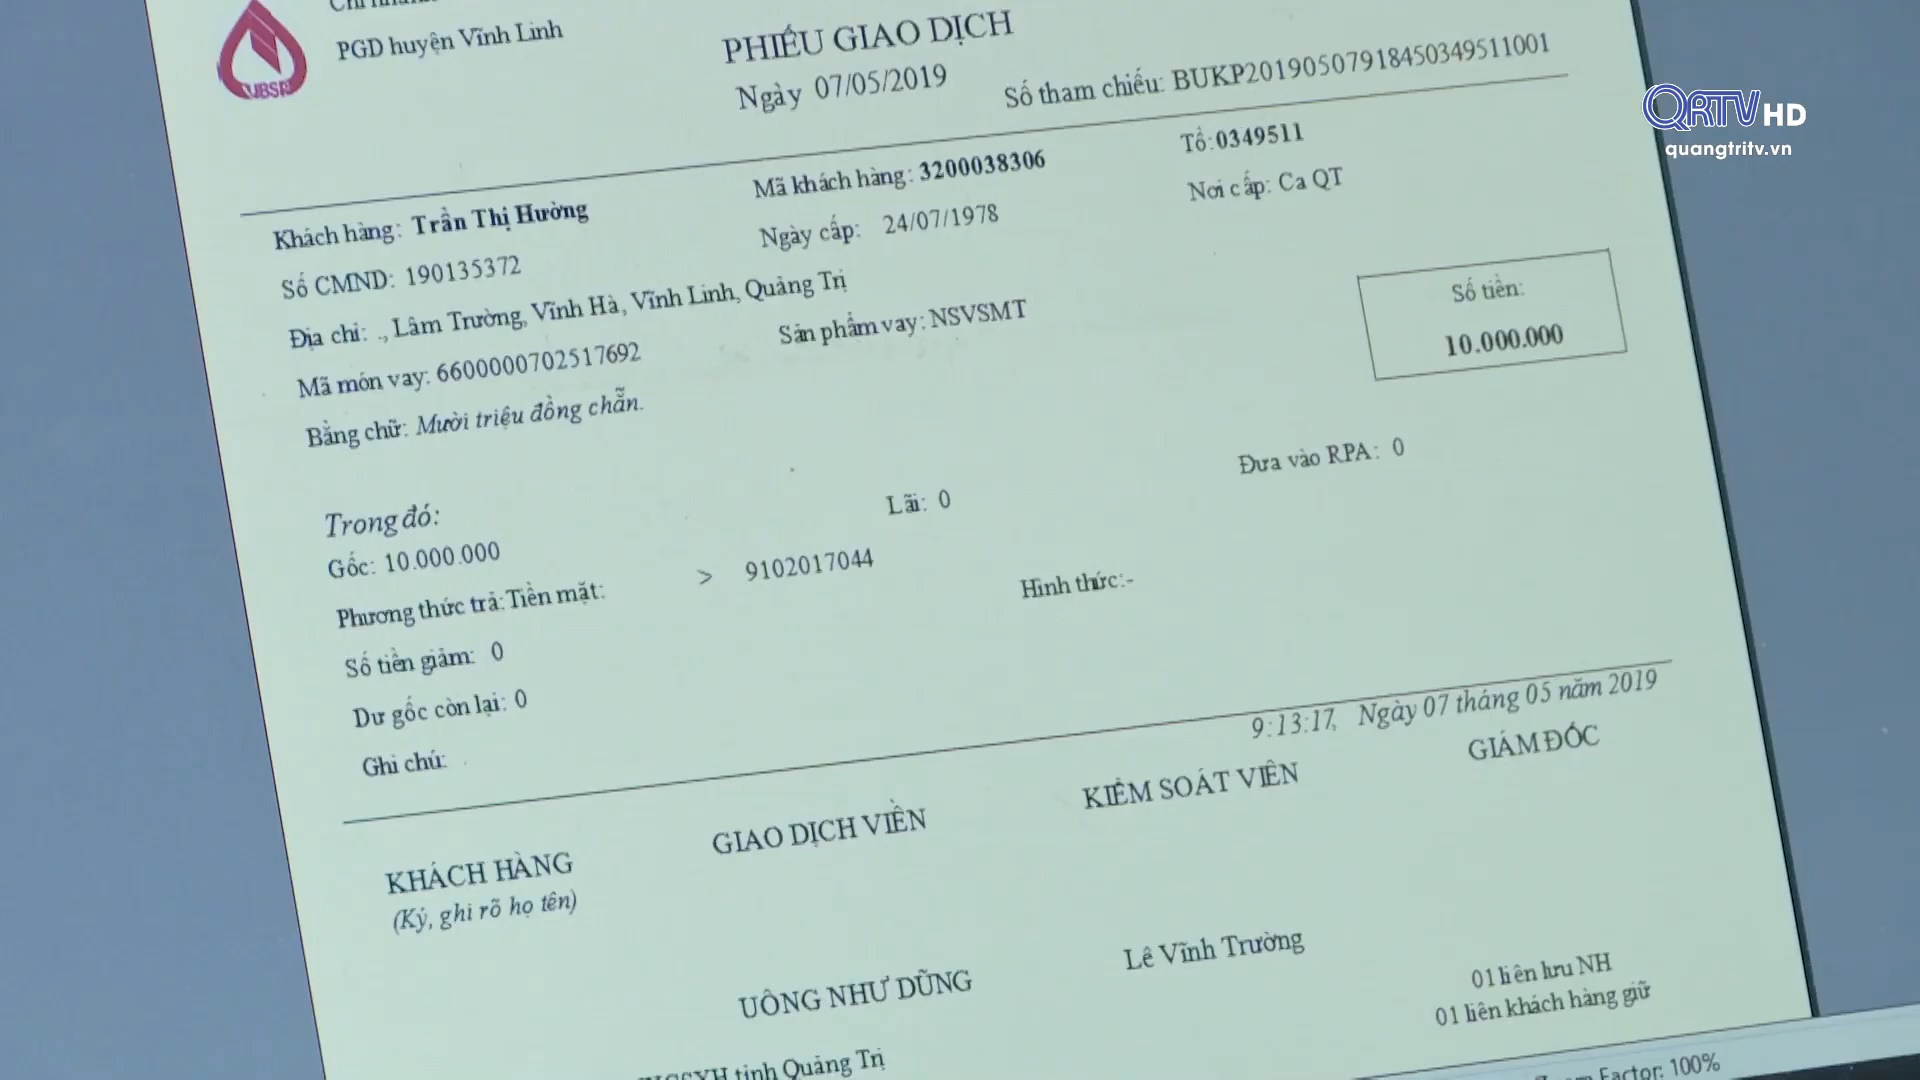 PGD huyện Vĩnh Linh
VBSP
PHIẾU GIAO DỊCH
Ngày 07/05/2019
Số tham chiếu: BUKP20190507918450349511001
QRTV HD
quangtritv.vn
Khách hàng: Trần Thị Hường
Mã khách hàng: 3200038306
Tổ:0349511
Số CMND: 190135372
Ngày cấp: 24/07/1978
Nơi cấp: Ca QT
Địa chỉ: ., Lâm Trường, Vĩnh Hà, Vĩnh Linh, Quảng Trị
Mã món vay: 6600000702517692
Sản phẩm vay: NSVSMT
Số tiền:
10.000.000
Bằng chữ: Mười triệu đồng chẵn.
Trong đó:
Gốc: 10.000.000
Lãi: 0
Đưa vào RPA: 0
Phương thức trả: Tiền mặt:
> 9102017044
Hình thức:-
Số tiền giảm: 0
Dư gốc còn lại: 0
Ghi chú:
9:13:17, Ngày 07 tháng 05 năm 2019
KHÁCH HÀNG
(Ký, ghi rõ họ tên)
GIAO DỊCH VIÊN
KIỂM SOÁT VIÊN
GIÁM ĐỐC
UÔNG NHƯ DŨNG
Lê Vĩnh Trường
01 liên lưu NH
01 liên khách hàng giữ
tỉnh Quảng Trị
Factor: 100%